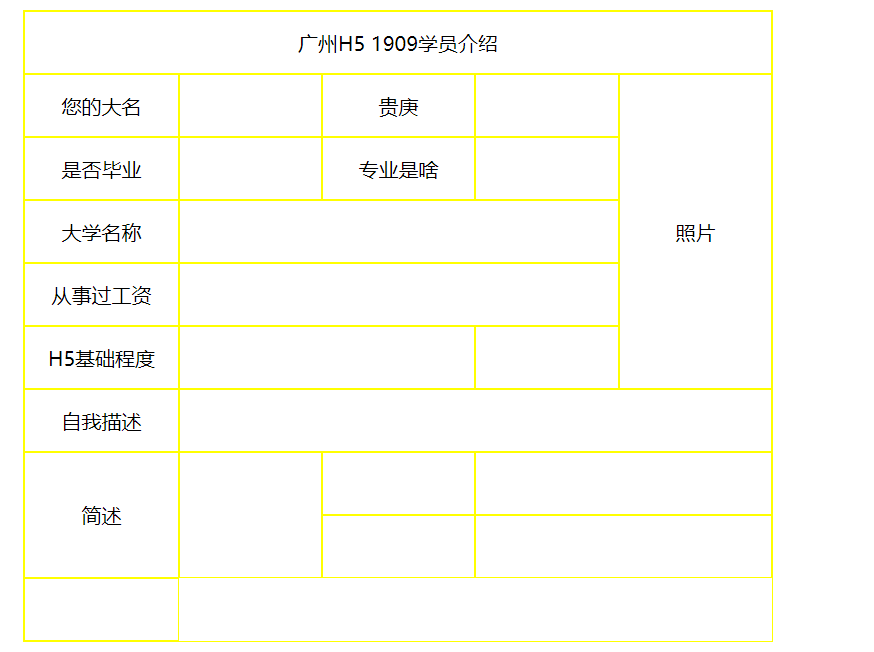 广州H5 1909学员介绍
您的大名
贵庚
是否毕业
专业是啥
大学名称
照片
从事过工资
H5基础程度
自我描述
简述